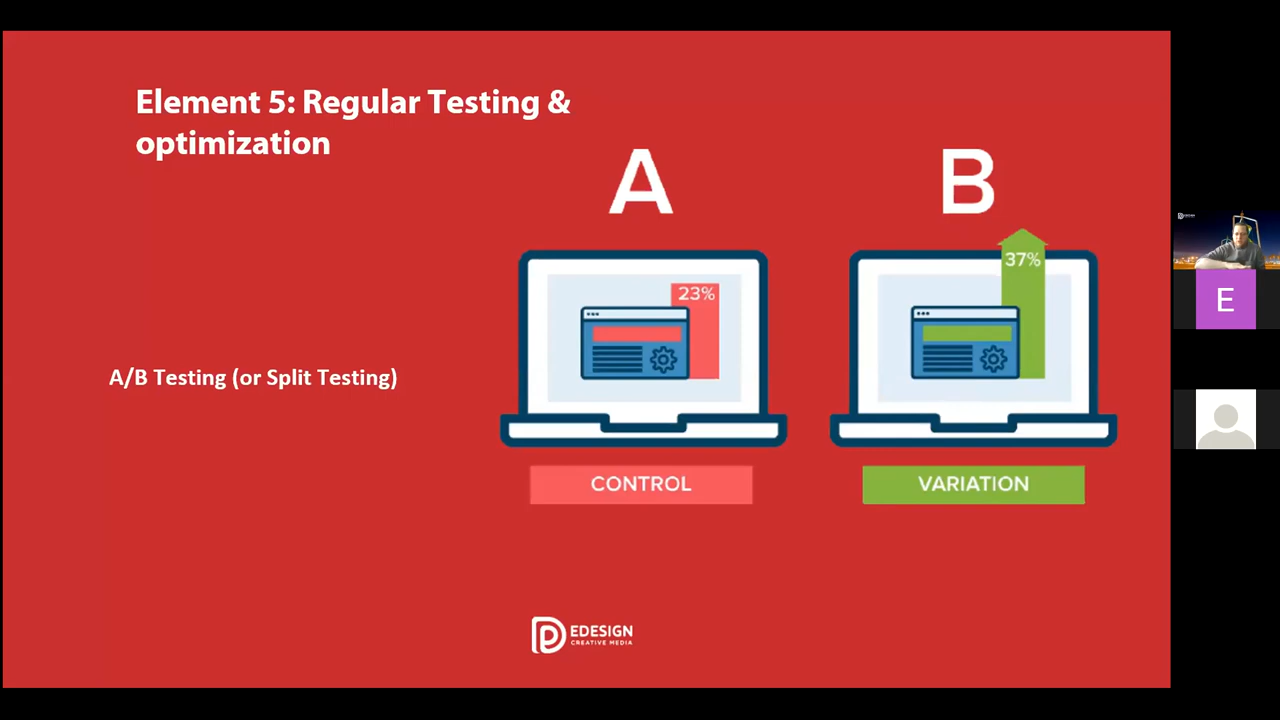 Element 5: Regular Testing &
optimization
A/B Testing (or Split Testing)
A
B
23%
37%
CONTROL
VARIATION
EDESIGN
CREATIVE MEDIA
E